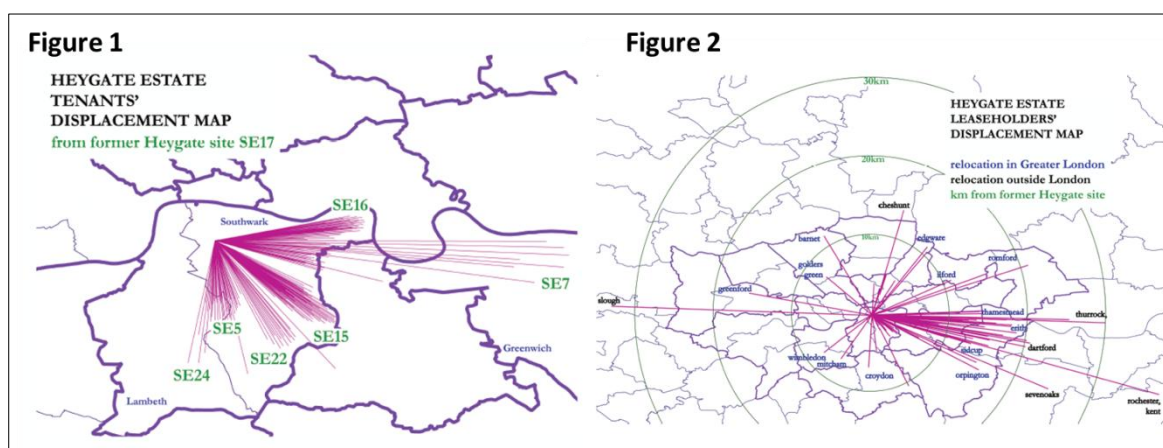 Figure 1
HEYGATE ESTATE
TENANTS'
DISPLACEMENT MAP
from former Heygate site SE17
Southwark
SE16
SE7
SE5
SE15
SE22
SE24
Greenwich
Lambeth
Figure 2
30km
HEYGATE ESTATE
LEASEHOLDERS'
DISPLACEMENT MAP
20km
relocation in Greater London
relocation outside London
km from former Heygate site
cheshunt
barnet
10km
edgware
golders
green
ilford
romford
greenford
slough
thamesmead
thurrock,
erith
dartford
wimbledon
mitcham
sidcup
croydon
orpington
sevenoaks
rochester,
kent